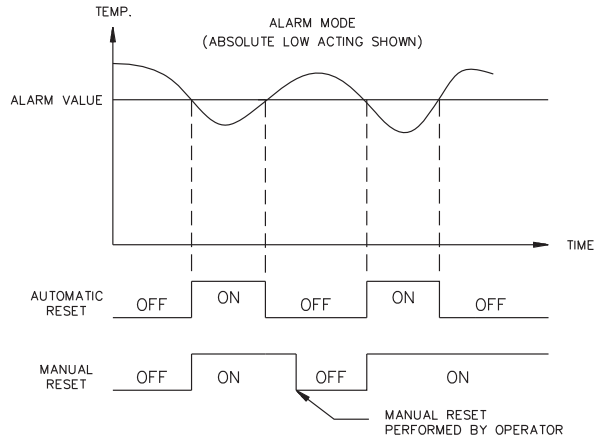 TEMP.
ALARM MODE
(ABSOLUTE LOW ACTING SHOWN)
ALARM VALUE
TIME
AUTOMATIC
RESET
OFF ON OFF ON OFF
MANUAL
RESET
OFF ON OFF ON
MANUAL RESET
PERFORMED BY OPERATOR